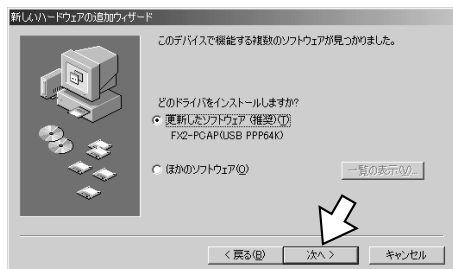 新しいハードウェアの追加ウィザード
このデバイスで機能する複数のソフトウェアが見つかりました。
どのドライバをインストールしますか?
更新したソフトウェア (推奨)(T)
FX2-PCAP(USB PPP64K)
ほかのソフトウェア(O)
一覧の表示(V)...
< 戻る(B)
次へ >
キャンセル